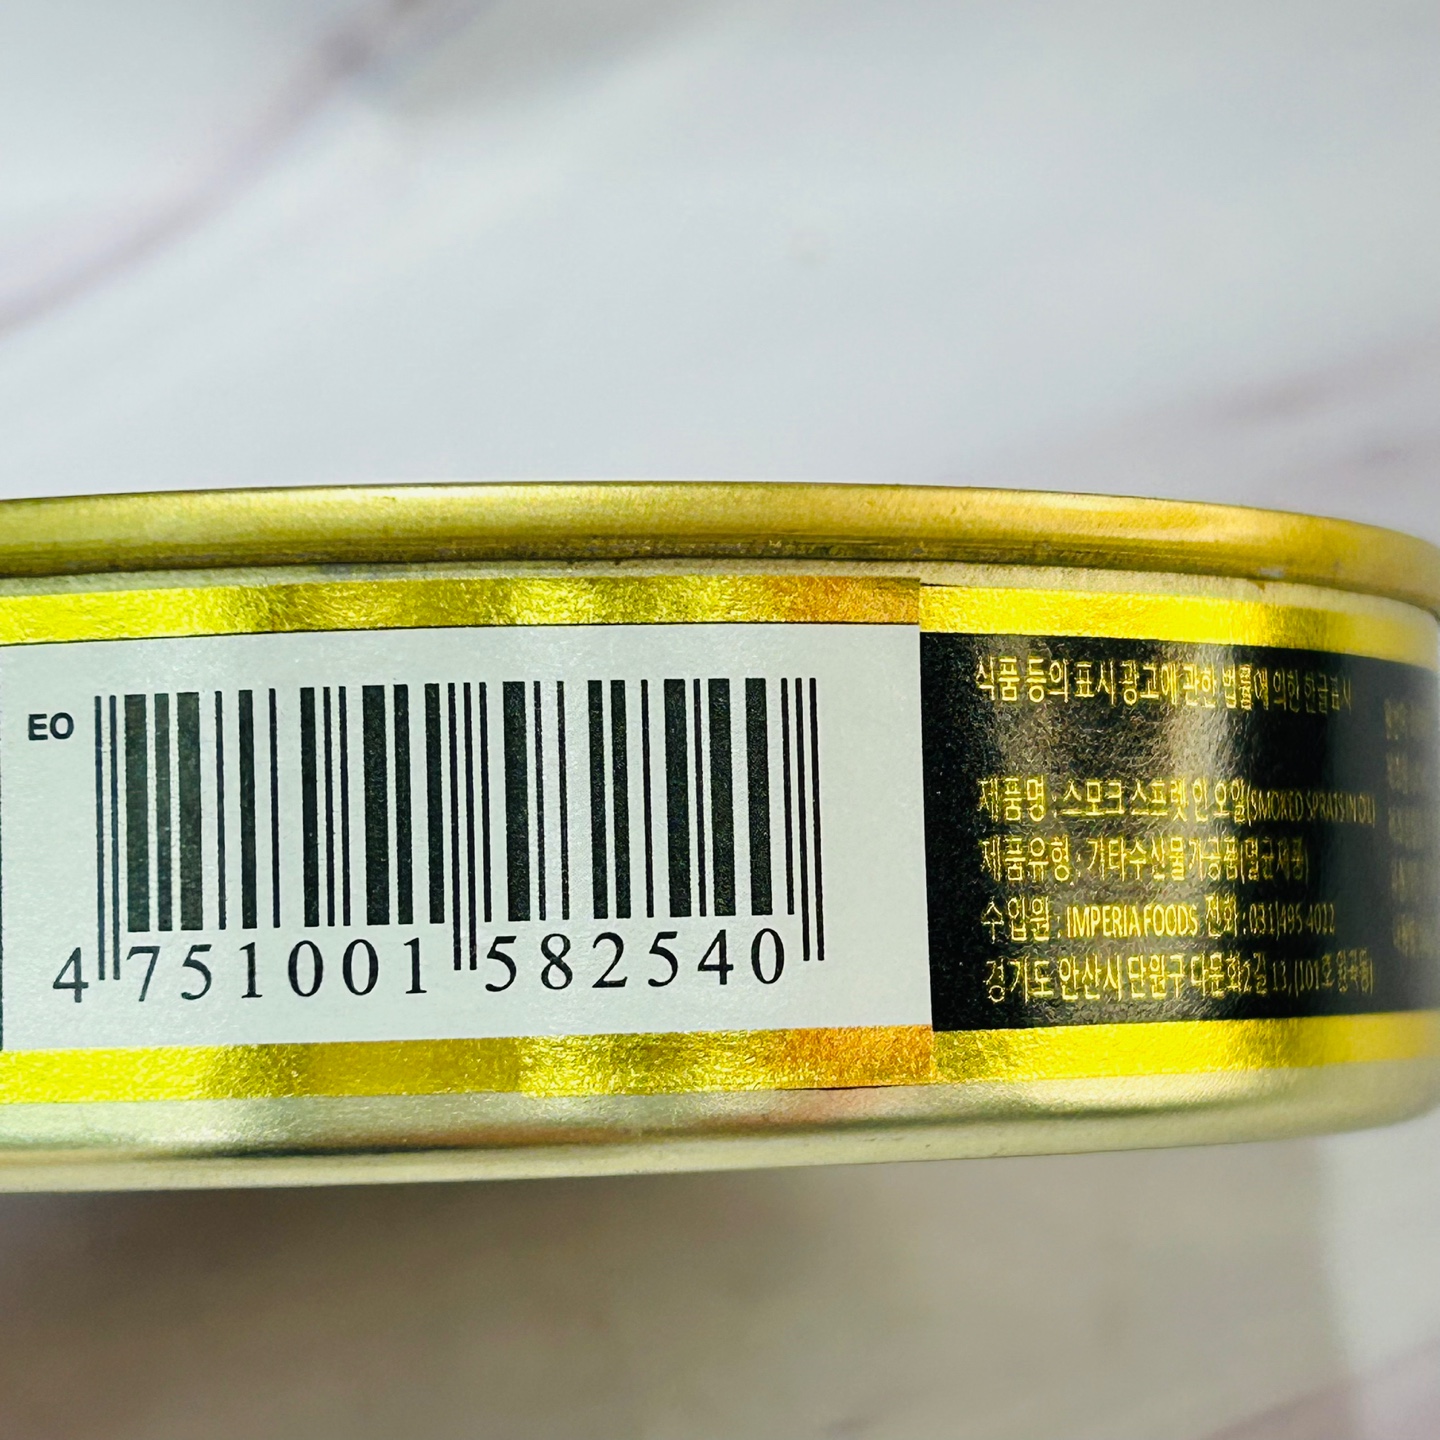 EO
4 751001 582540
식품 등의 표시 광고에 관한 법률에 의한 한글표시
제품명 : 스모크 스프렛 인 오일(SMOKED SPRATS IN OIL)
제품유형 : 기타수산물가공품(멸균제품)
수입원 : IMPERIA FOODS 전화 : 031)495 4022
경기도 안산시 단원구 다문화2길 13, (101호 원곡동)